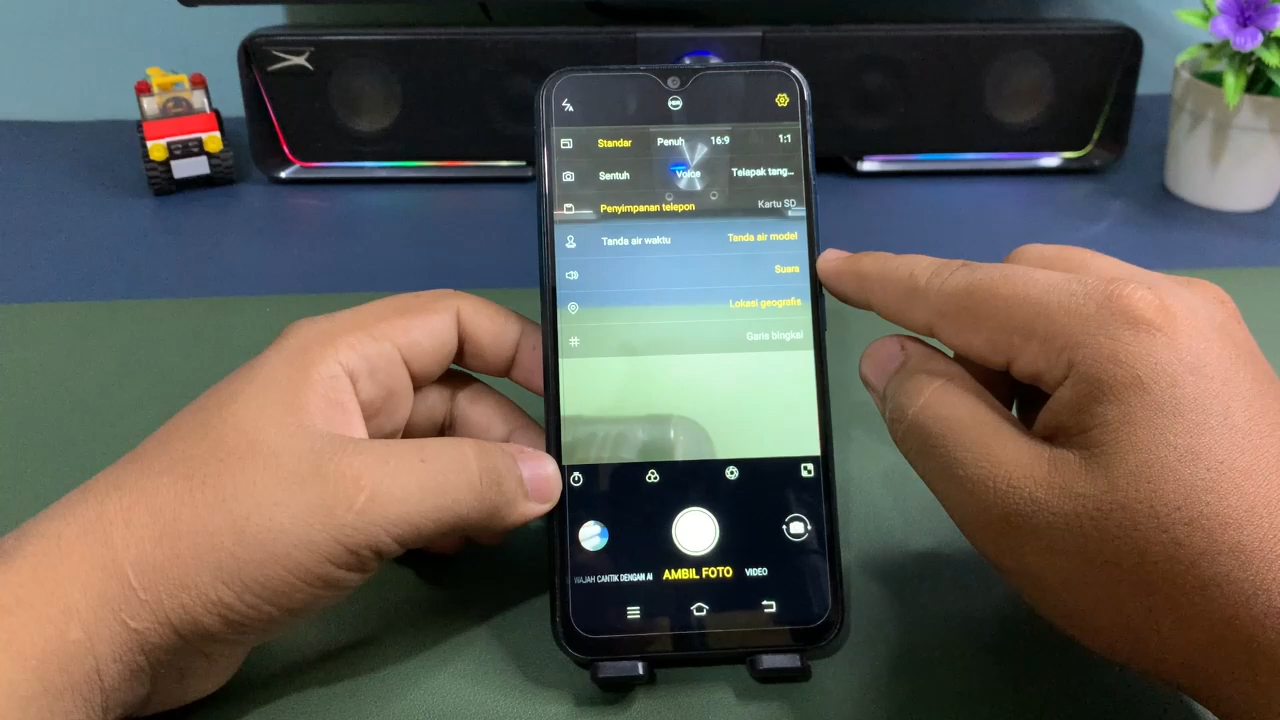 Standar Penuh 16:9 1:1
Sentuh Voice Telapak tang...
Penyimpanan telepon Kartu SD
Tanda air waktu Tanda air model
Suara
Lokasi geografis
Garis bingkai
WAJAH CANTIK DENGAN AI AMBIL FOTO VIDEO